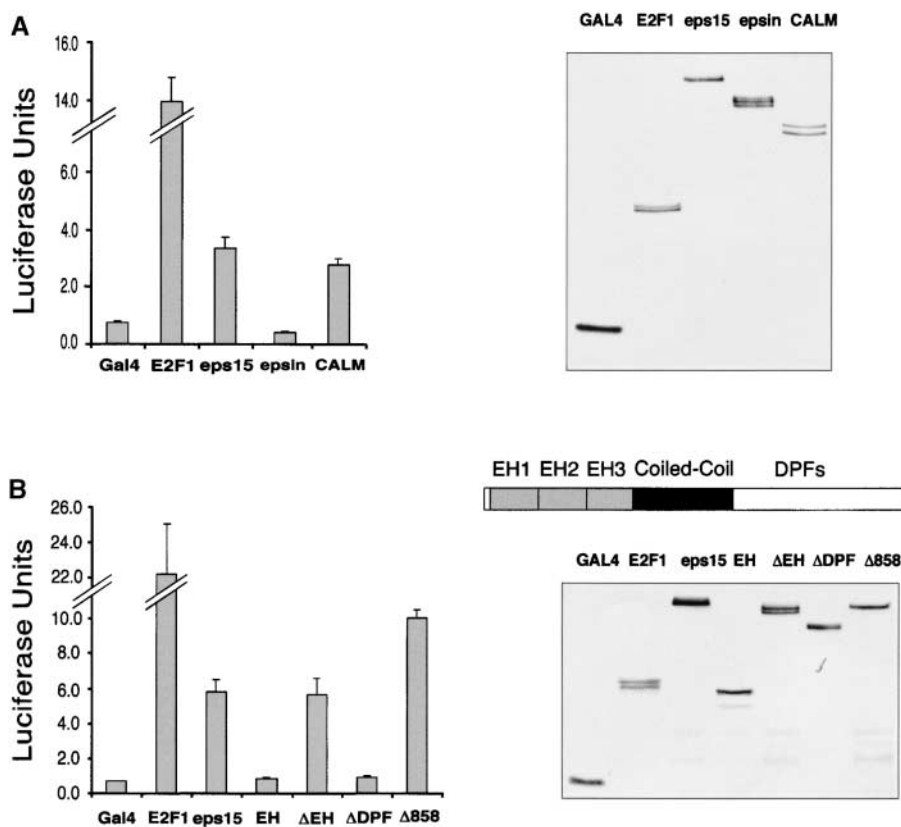 A
Luciferase Units
16.0
14.0
6.0
4.0
2.0
0.0
Gal4 E2F1 eps15 epsin CALM
GAL4 E2F1 eps15 epsin CALM
B
Luciferase Units
26.0
24.0
22.0
10.0
8.0
6.0
4.0
2.0
0.0
Gal4 E2F1 eps15 EH ΔEH ΔDPF Δ858
EH1 EH2 EH3 Coiled-Coil DPFs
GAL4 E2F1 eps15 EH ΔEH ΔDPF Δ858